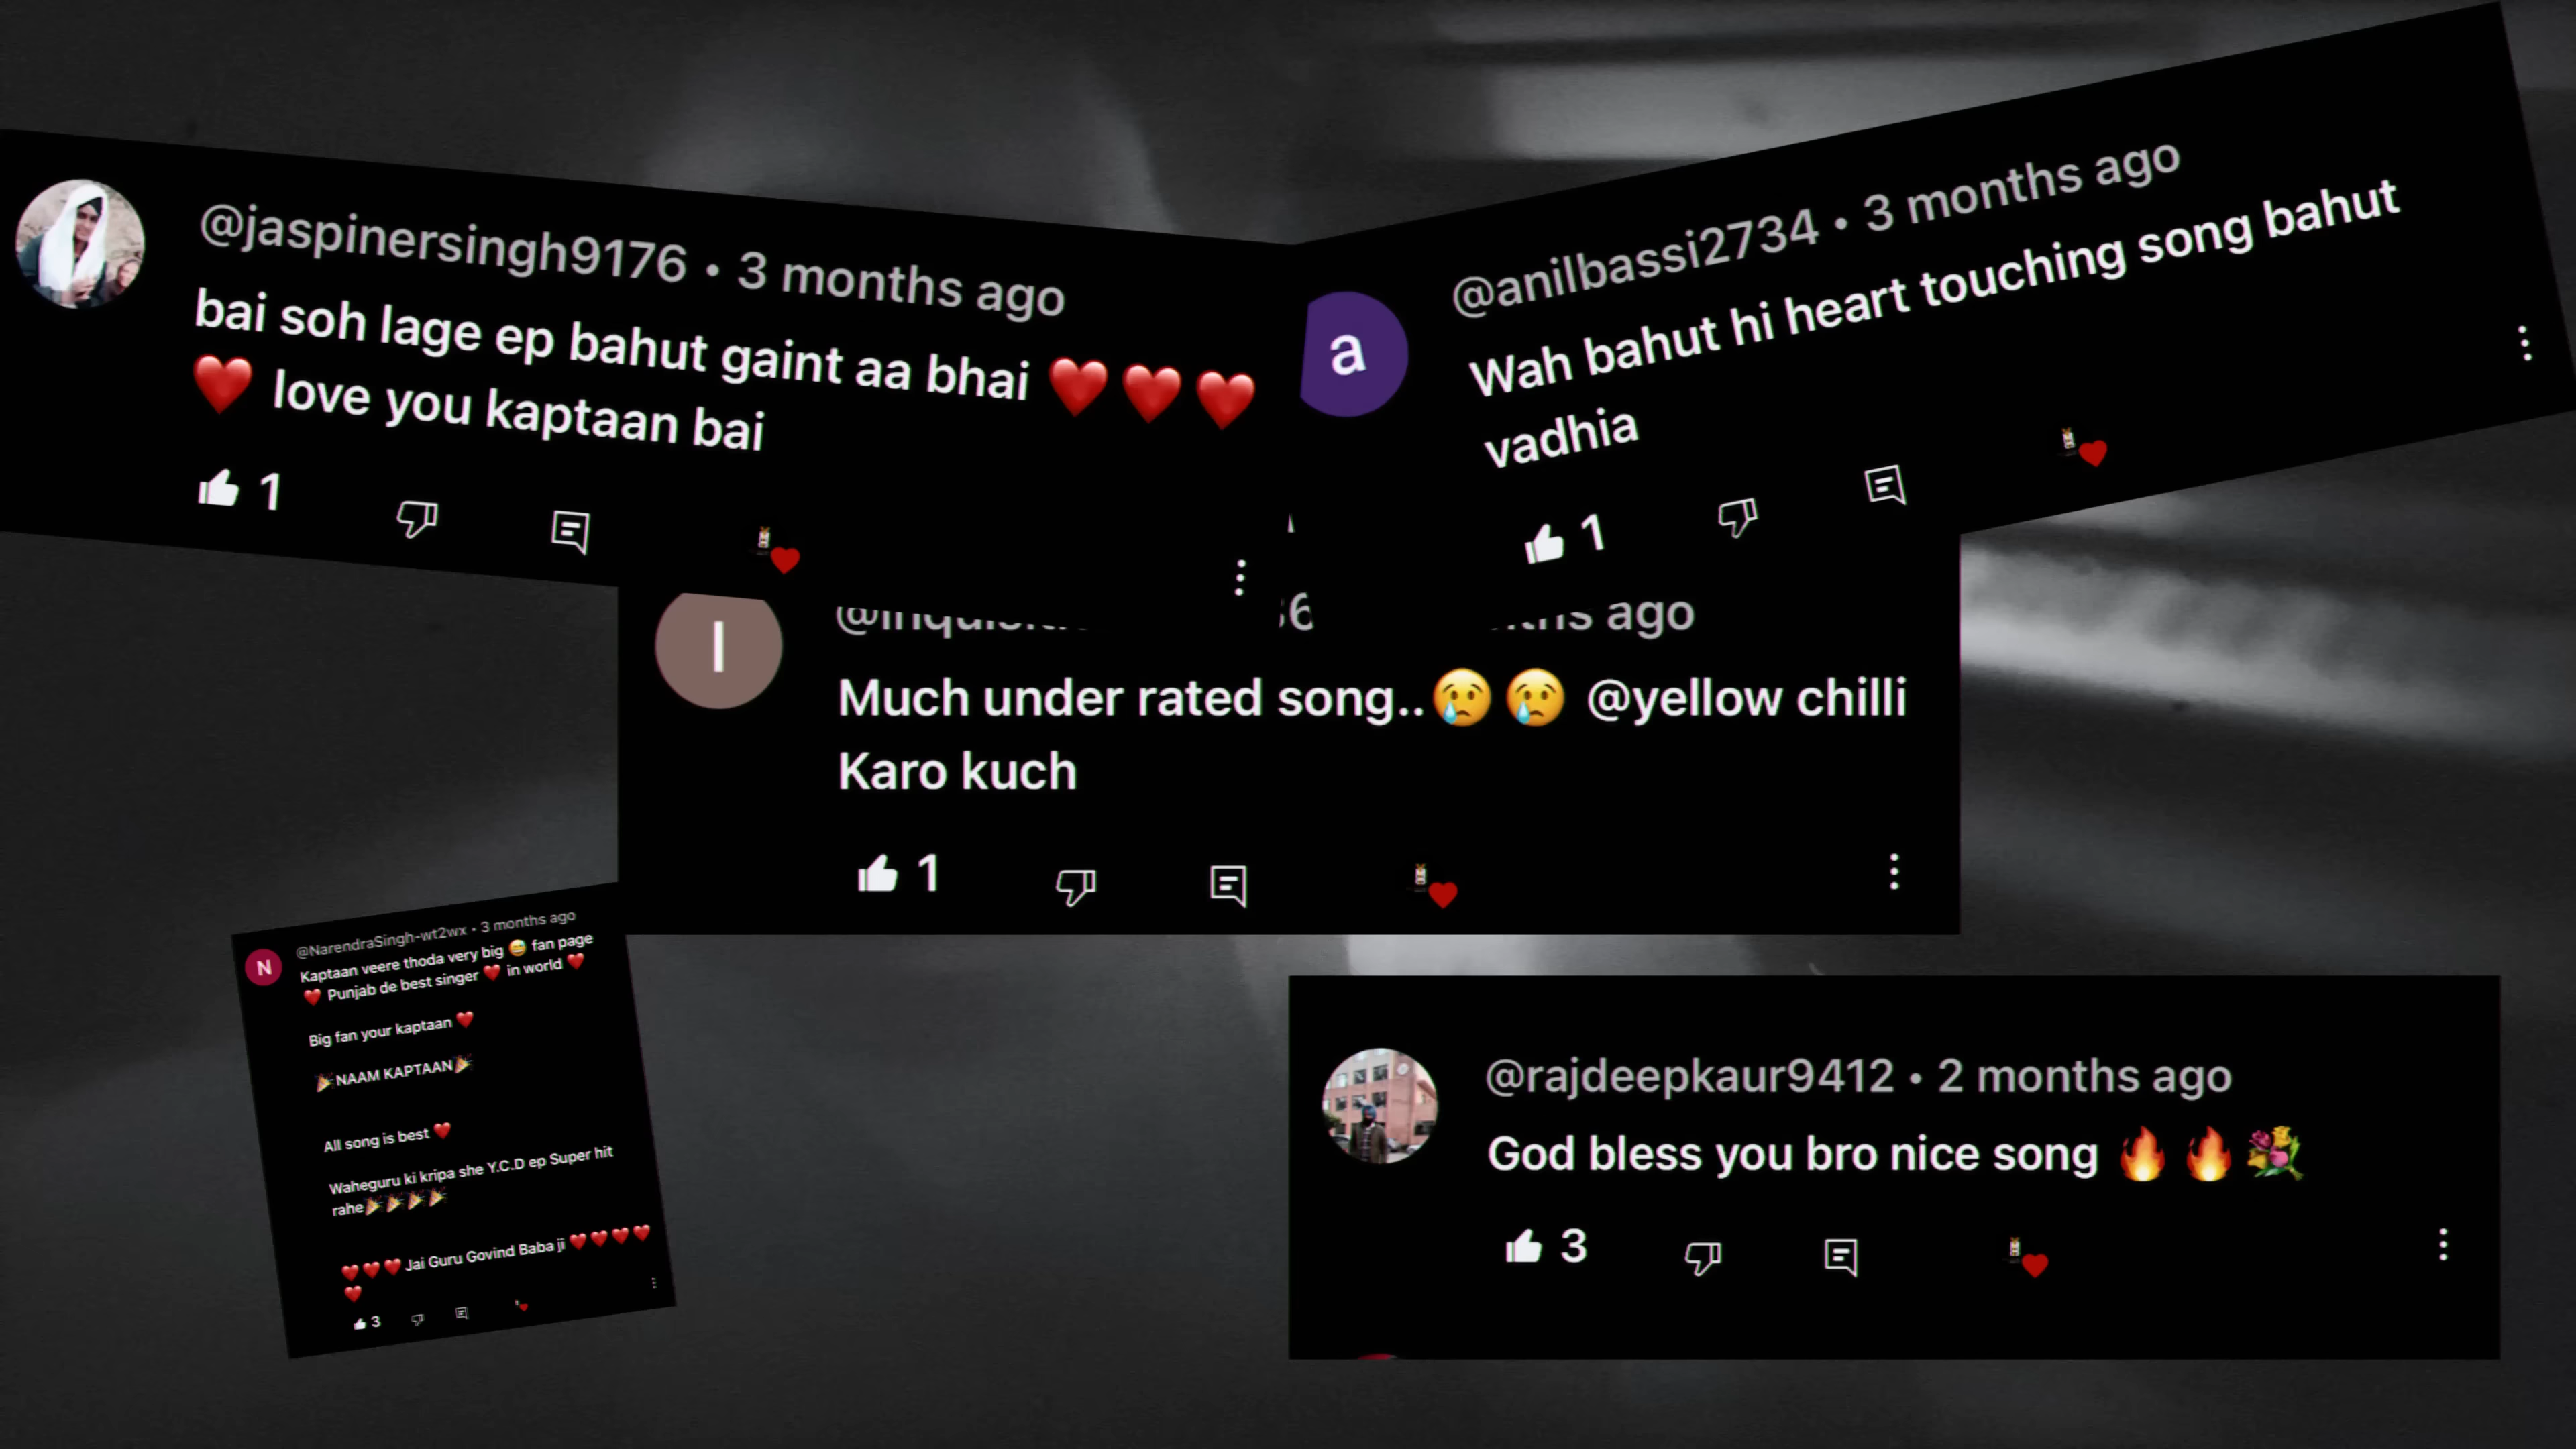 @jaspinersingh9176 • 3 months ago
bai soh lage ep bahut gaint aa bhai ❤️❤️❤️
❤️ love you kaptaan bai
1
a
@anilbassi2734 • 3 months ago
Wah bahut hi heart touching song bahut
vadhia
1
I
ago
Much under rated song..😢😢 @yellow chilli
Karo kuch
1
N
@NarendraSingh-wt2wx • 3 months ago
Kaptaan veere thoda very big 😅 fan page
❤️ Punjab de best singer ❤️ in world ❤️
Big fan your kaptaan ❤️
🎉NAAM KAPTAAN🎉
All song is best ❤️
Waheguru ki kripa she Y.C.D ep Super hit
rahe🎉🎉🎉🎉
❤️❤️❤️Jai Guru Govind Baba ji ❤️❤️❤️❤️
❤️
3
@rajdeepkaur9412 • 2 months ago
God bless you bro nice song 🔥🔥💐
3